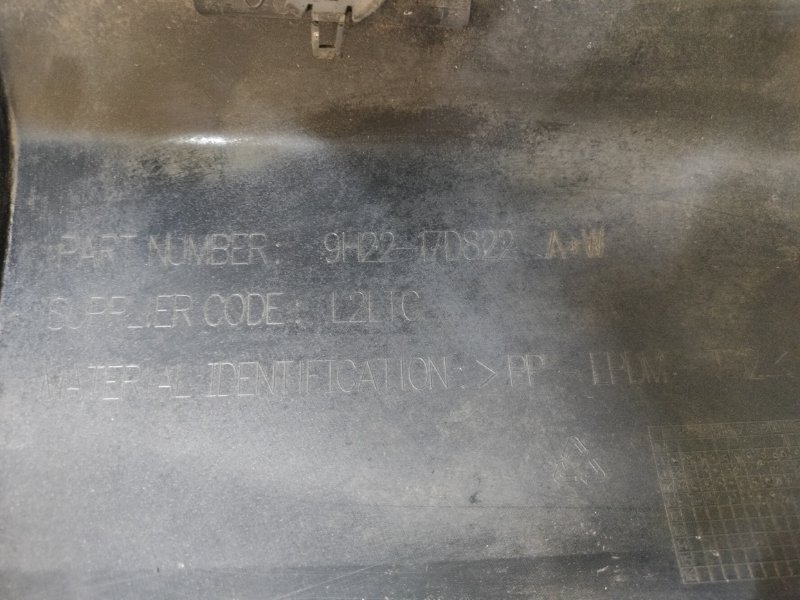 PART NUMBER: 9H22-17D822 A+W
SUPPLIER CODE: L2L1C
MATERIAL IDENTIFICATION: >PP